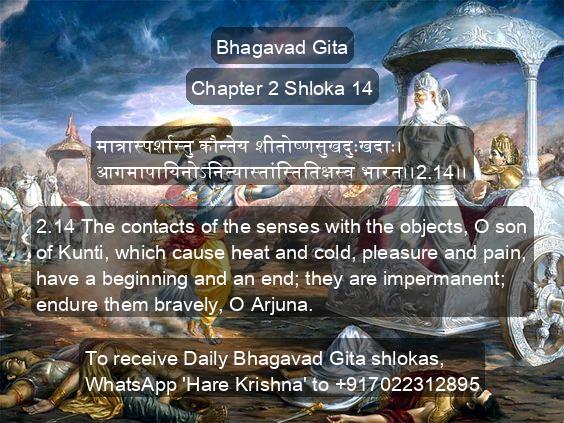 Bhagavad Gita
Chapter 2 Shloka 14
मात्रास्पर्शास्तु कौन्तेय शीतोष्णसुखदुःखदाः।
आगमापायिनोऽनित्यास्तांस्तितिक्षस्व भारत।।2.14।।
2.14 The contacts of the senses with the objects, O son
of Kunti, which cause heat and cold, pleasure and pain,
have a beginning and an end; they are impermanent;
endure them bravely, O Arjuna.
To receive Daily Bhagavad Gita shlokas,
WhatsApp 'Hare Krishna' to +917022312895